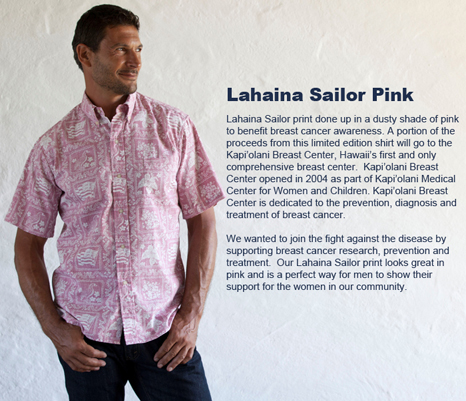 Lahaina Sailor Pink
Lahaina Sailor print done up in a dusty shade of pink
to benefit breast cancer awareness. A portion of the
proceeds from this limited edition shirt will go to the
Kapi'olani Breast Center, Hawaii's first and only
comprehensive breast center.  Kapi'olani Breast
Center opened in 2004 as part of Kapi'olani Medical
Center for Women and Children. Kapi'olani Breast
Center is dedicated to the prevention, diagnosis and
treatment of breast cancer.
We wanted to join the fight against the disease by
supporting breast cancer research, prevention and
treatment.  Our Lahaina Sailor print looks great in
pink and is a perfect way for men to show their
support for the women in our community.